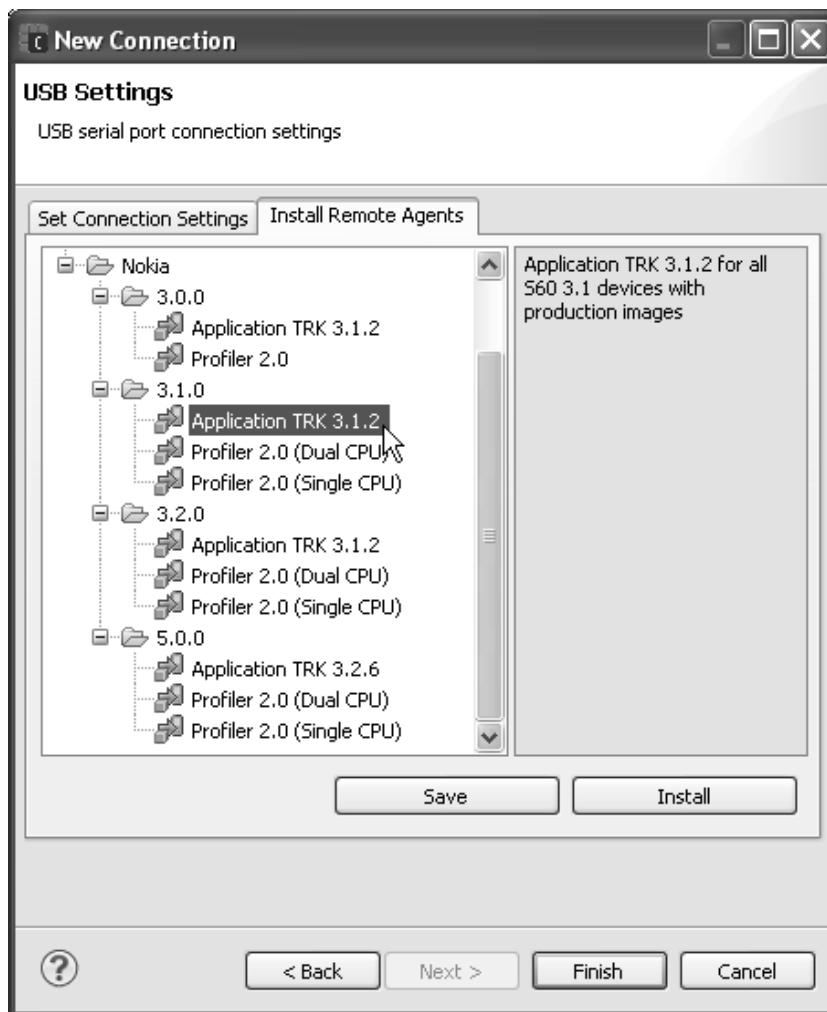 New Connection
USB Settings
USB serial port connection settings
Set Connection Settings
Install Remote Agents
Nokia
3.0.0
Application TRK 3.1.2
Profiler 2.0
3.1.0
Application TRK 3.1.2
Profiler 2.0 (Dual CPU)
Profiler 2.0 (Single CPU)
3.2.0
Application TRK 3.1.2
Profiler 2.0 (Dual CPU)
Profiler 2.0 (Single CPU)
5.0.0
Application TRK 3.2.6
Profiler 2.0 (Dual CPU)
Profiler 2.0 (Single CPU)
Application TRK 3.1.2 for all
S60 3.1 devices with
production images
Save
Install
?
< Back
Next >
Finish
Cancel